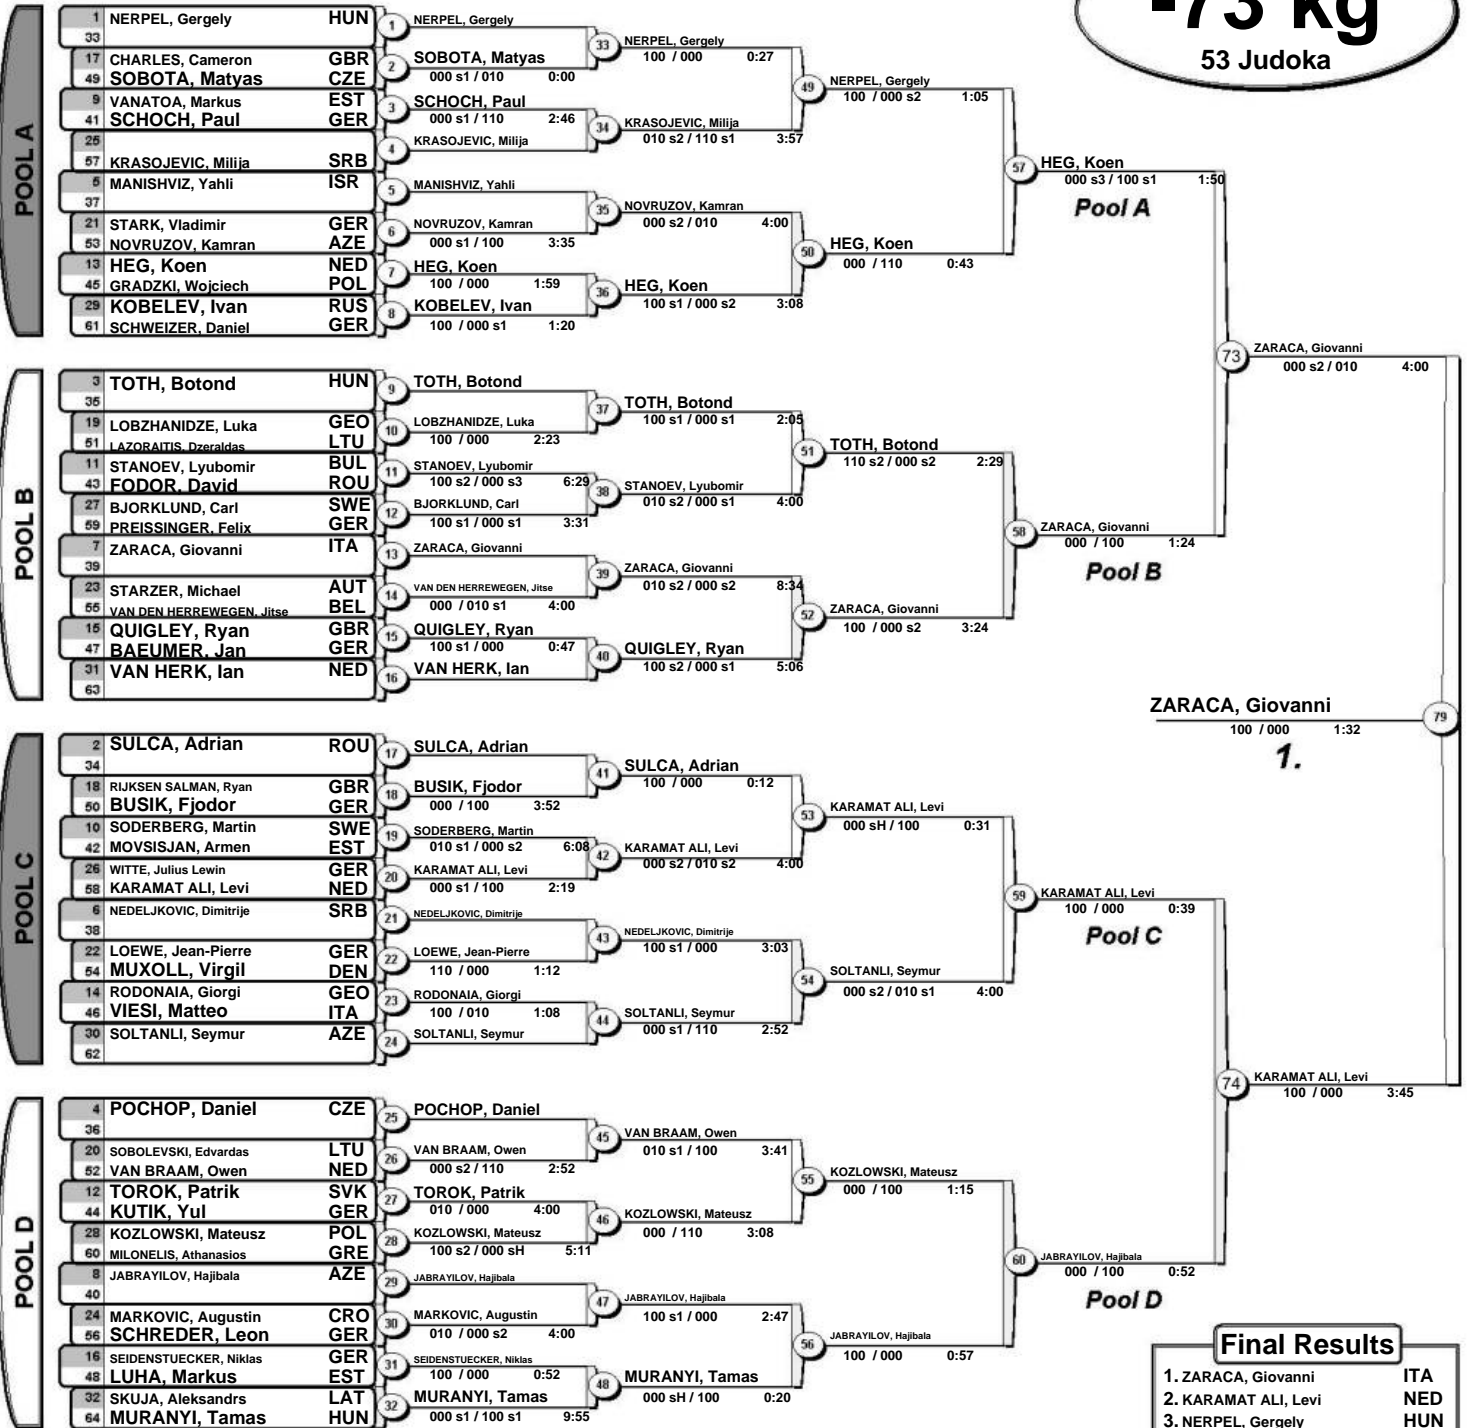 -73 kg
53 Judoka
POOL A
1 NERPEL, Gergely HUN
33
17 CHARLES, Cameron GBR
49 SOBOTA, Matyas CZE
9 VANATOA, Markus EST
41 SCHOCH, Paul GER
25
57 KRASOJEVIC, Milija SRB
5 MANISHVIZ, Yahli ISR
37
21 STARK, Vladimir GER
53 NOVRUZOV, Kamran AZE
13 HEG, Koen NED
45 GRADZKI, Wojciech POL
29 KOBELEV, Ivan RUS
61 SCHWEIZER, Daniel GER
1 NERPEL, Gergely
2 SOBOTA, Matyas
000 s1 / 010 0:00
3 SCHOCH, Paul
000 s1 / 110 2:46
4 KRASOJEVIC, Milija
5 MANISHVIZ, Yahli
6 NOVRUZOV, Kamran
000 s1 / 100 3:35
7 HEG, Koen
100 / 000 1:59
8 KOBELEV, Ivan
100 / 000 s1 1:20
33 NERPEL, Gergely
100 / 000 0:27
34 KRASOJEVIC, Milija
010 s2 / 110 s1 3:57
35 NOVRUZOV, Kamran
000 s2 / 010 4:00
36 HEG, Koen
100 s1 / 000 s2 3:08
49 NERPEL, Gergely
100 / 000 s2 1:05
50 HEG, Koen
000 / 110 0:43
57 HEG, Koen
000 s3 / 100 s1 1:50
Pool A
POOL B
3 TOTH, Botond HUN
35
19 LOBZHANIDZE, Luka GEO
51 LAZORAITIS, Dzeraldas LTU
11 STANOEV, Lyubomir BUL
43 FODOR, David ROU
27 BJORKLUND, Carl SWE
59 PREISSINGER, Felix GER
7 ZARACA, Giovanni ITA
39
23 STARZER, Michael AUT
55 VAN DEN HERREWEGEN, Jitse BEL
15 QUIGLEY, Ryan GBR
47 BAEUMER, Jan GER
31 VAN HERK, Ian NED
63
9 TOTH, Botond
10 LOBZHANIDZE, Luka
100 / 000 2:23
11 STANOEV, Lyubomir
100 s2 / 000 s3 6:29
12 BJORKLUND, Carl
100 s1 / 000 s1 3:31
13 ZARACA, Giovanni
14 VAN DEN HERREWEGEN, Jitse
000 / 010 s1 4:00
15 QUIGLEY, Ryan
100 s1 / 000 0:47
16 VAN HERK, Ian
37 TOTH, Botond
100 s1 / 000 s1 2:05
38 STANOEV, Lyubomir
010 s2 / 000 s1 4:00
39 ZARACA, Giovanni
010 s2 / 000 s2 8:34
40 QUIGLEY, Ryan
100 s2 / 000 s1 5:06
51 TOTH, Botond
110 s2 / 000 s2 2:29
52 ZARACA, Giovanni
100 / 000 s2 3:24
58 ZARACA, Giovanni
000 / 100 1:24
Pool B
73 ZARACA, Giovanni
000 s2 / 010 4:00
ZARACA, Giovanni 79
100 / 000 1:32
1.
POOL C
2 SULCA, Adrian ROU
34
18 RIJKSEN SALMAN, Ryan GBR
50 BUSIK, Fjodor GER
10 SODERBERG, Martin SWE
42 MOVSISJAN, Armen EST
26 WITTE, Julius Lewin GER
58 KARAMAT ALI, Levi NED
6 NEDELJKOVIC, Dimitrije SRB
38
22 LOEWE, Jean-Pierre GER
54 MUXOLL, Virgil DEN
14 RODONAIA, Giorgi GEO
46 VIESI, Matteo ITA
30 SOLTANLI, Seymur AZE
62
17 SULCA, Adrian
18 BUSIK, Fjodor
000 / 100 3:52
19 SODERBERG, Martin
010 s1 / 000 s2 6:08
20 KARAMAT ALI, Levi
000 s1 / 100 2:19
21 NEDELJKOVIC, Dimitrije
22 LOEWE, Jean-Pierre
110 / 000 1:12
23 RODONAIA, Giorgi
100 / 010 1:08
24 SOLTANLI, Seymur
41 SULCA, Adrian
100 / 000 0:12
42 KARAMAT ALI, Levi
000 s2 / 010 s2 4:00
43 NEDELJKOVIC, Dimitrije
100 s1 / 000 3:03
44 SOLTANLI, Seymur
000 s1 / 110 2:52
53 KARAMAT ALI, Levi
000 sH / 100 0:31
54 SOLTANLI, Seymur
000 s2 / 010 s1 4:00
59 KARAMAT ALI, Levi
100 / 000 0:39
Pool C
74 KARAMAT ALI, Levi
100 / 000 3:45
POOL D
4 POCHOP, Daniel CZE
36
20 SOBOLEVSKI, Edvardas LTU
52 VAN BRAAM, Owen NED
12 TOROK, Patrik SVK
44 KUTIK, Yul GER
28 KOZLOWSKI, Mateusz POL
60 MILONELIS, Athanasios GRE
8 JABRAYILOV, Hajibala AZE
40
24 MARKOVIC, Augustin CRO
56 SCHREDER, Leon GER
16 SEIDENSTUECKER, Niklas GER
48 LUHA, Markus EST
32 SKUJA, Aleksandrs LAT
64 MURANYI, Tamas HUN
25 POCHOP, Daniel
26 VAN BRAAM, Owen
000 s2 / 110 2:52
27 TOROK, Patrik
010 / 000 4:00
28 KOZLOWSKI, Mateusz
100 s2 / 000 sH 5:11
29 JABRAYILOV, Hajibala
30 MARKOVIC, Augustin
010 / 000 s2 4:00
31 SEIDENSTUECKER, Niklas
100 / 000 0:52
32 MURANYI, Tamas
000 s1 / 100 s1 9:55
45 VAN BRAAM, Owen
010 s1 / 100 3:41
46 KOZLOWSKI, Mateusz
000 / 110 3:08
47 JABRAYILOV, Hajibala
100 s1 / 000 2:47
48 MURANYI, Tamas
000 sH / 100 0:20
55 KOZLOWSKI, Mateusz
000 / 100 1:15
56 JABRAYILOV, Hajibala
100 / 000 0:57
60 JABRAYILOV, Hajibala
000 / 100 0:52
Pool D
Final Results
1. ZARACA, Giovanni ITA
2. KARAMAT ALI, Levi NED
3. NERPEL, Gergely HUN